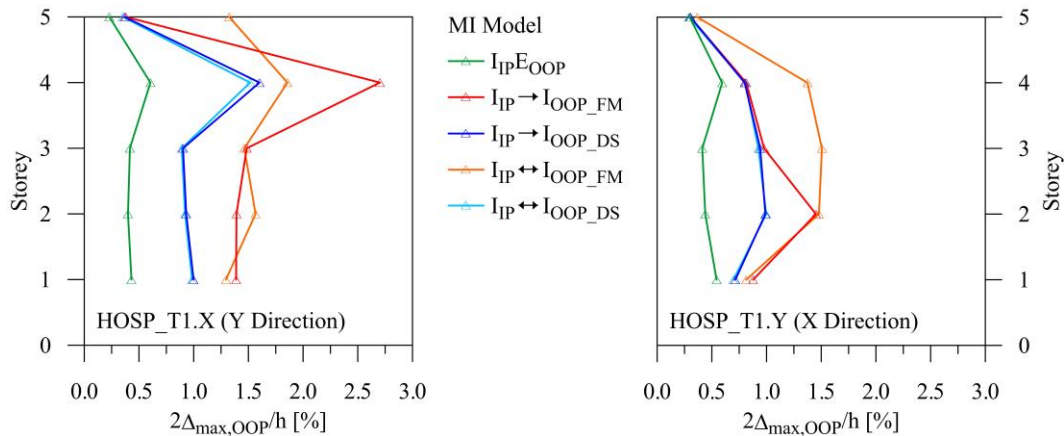 5
4
3
2
1
0
Storey
HOSP_T1.X (Y Direction)
0.0 0.5 1.0 1.5 2.0 2.5 3.0
2Δmax,OOP/h [%]
MI Model
IIPEOOP
IIP→IOOP_FM
IIP→IOOP_DS
IIP↔IOOP_FM
IIP↔IOOP_DS
5
4
3
2
1
0
Storey
HOSP_T1.Y (X Direction)
0.0 0.5 1.0 1.5 2.0 2.5 3.0
2Δmax,OOP/h [%]